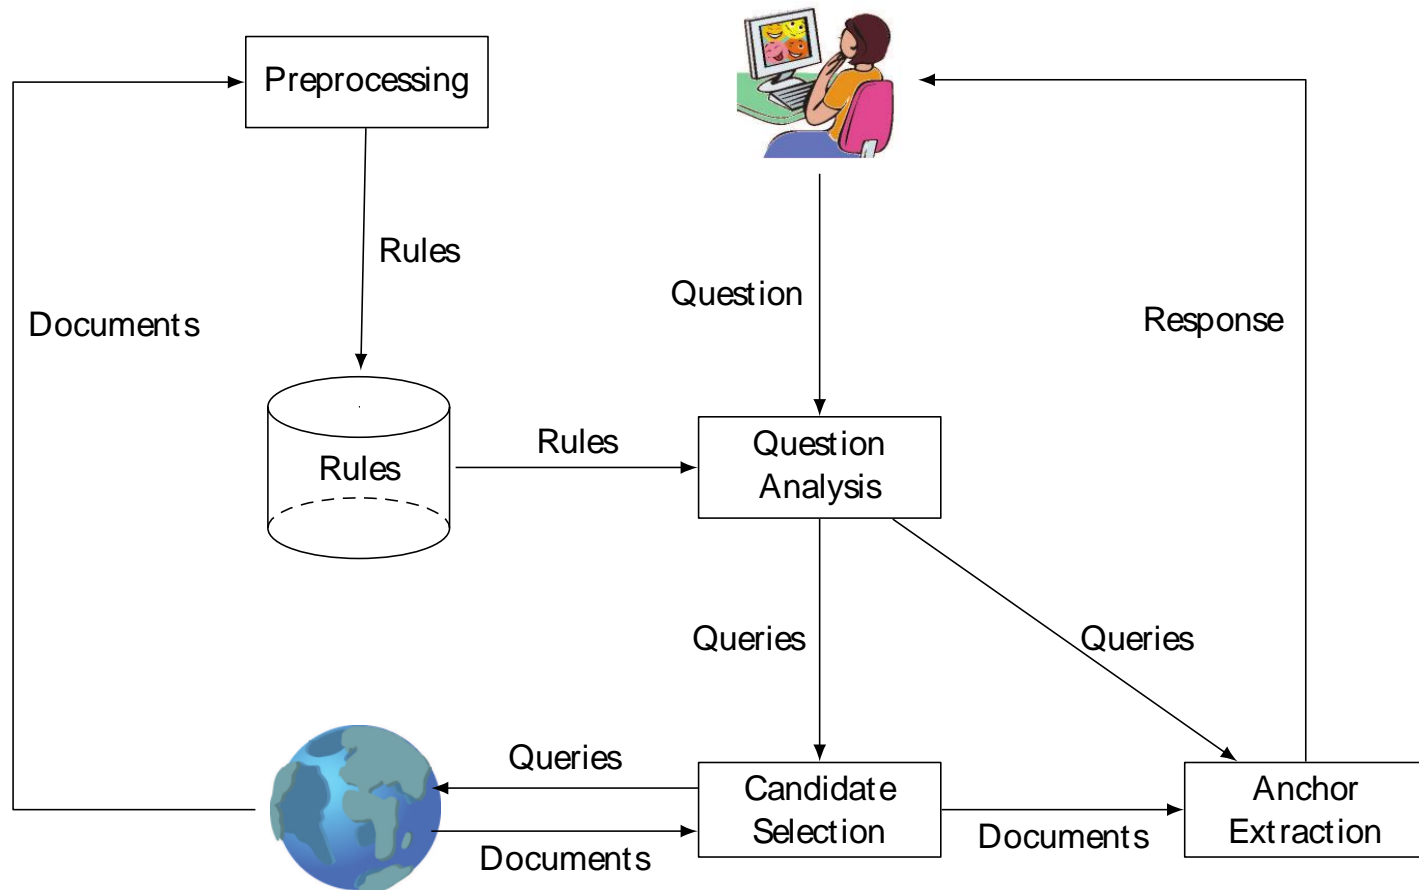 Preprocessing
Rules
Question
Documents
Response
Rules
Rules
Question
Analysis
Queries
Queries
Queries
Candidate
Selection
Anchor
Extraction
Documents
Documents